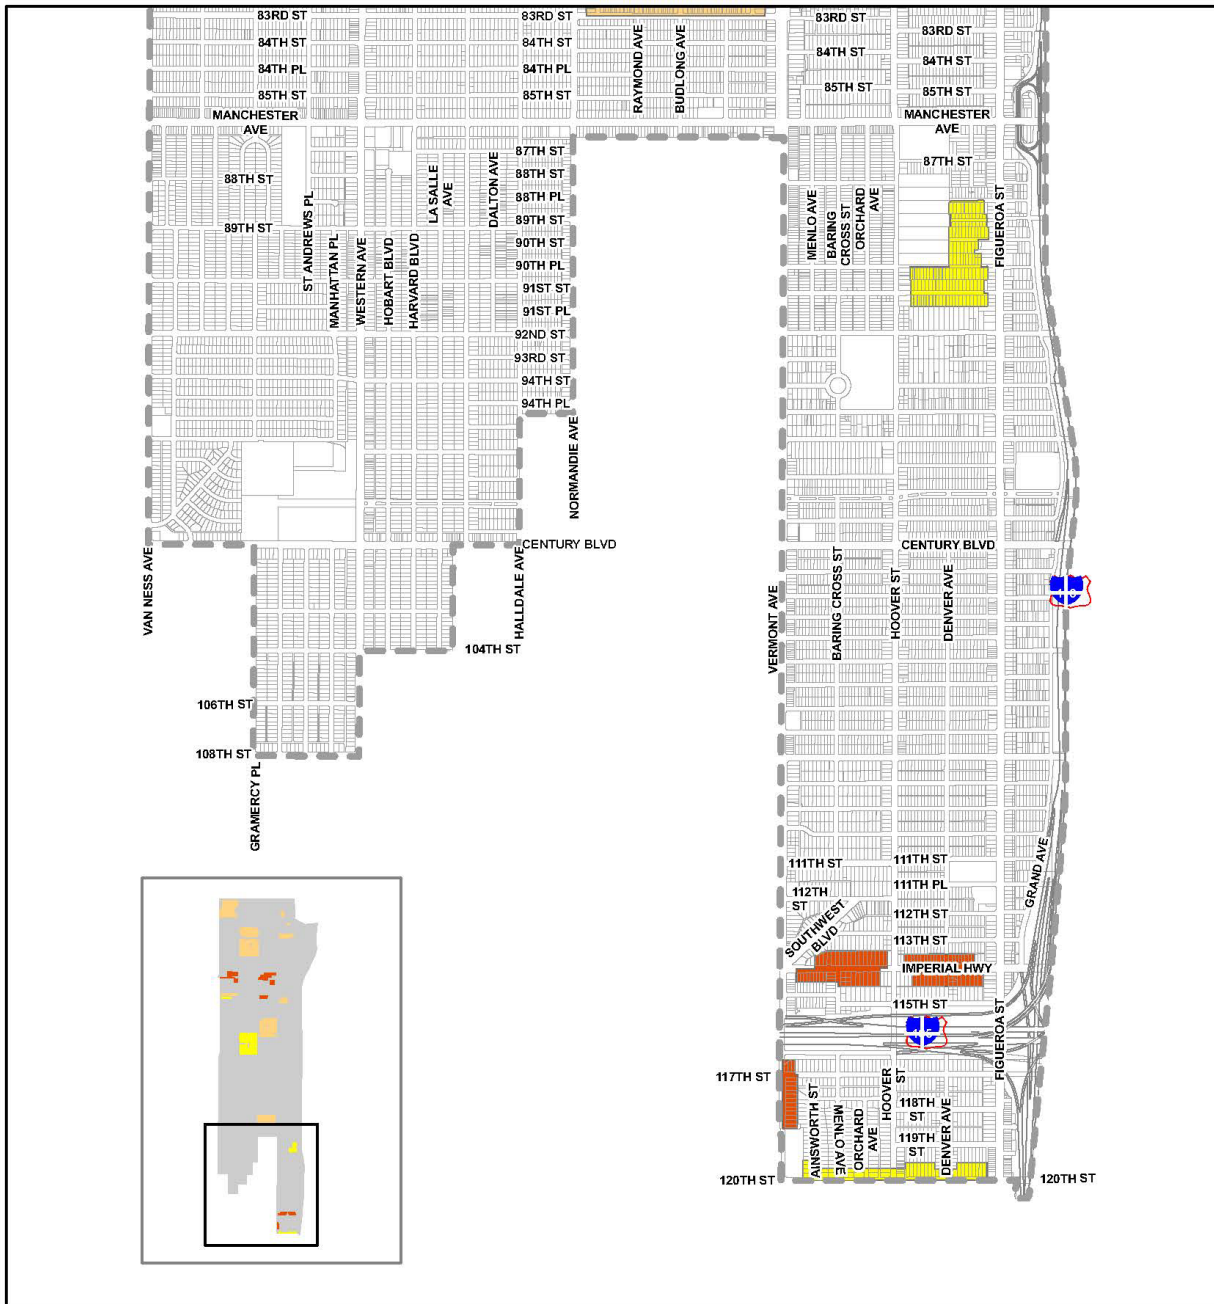 83RD ST
83RD ST
83RD ST
83RD ST
84TH ST
84TH ST
84TH ST
84TH ST
84TH PL
84TH PL
85TH ST
85TH ST
85TH ST
85TH ST
RAYMOND AVE
BUDLONG AVE
MANCHESTER
AVE
MANCHESTER
AVE
87TH ST
87TH ST
88TH ST
88TH ST
88TH PL
89TH ST
89TH ST
90TH ST
90TH PL
91ST ST
91ST PL
92ND ST
93RD ST
94TH ST
94TH PL
ST ANDREWS PL
MANHATTAN PL
WESTERN AVE
HOBART BLVD
HARVARD BLVD
LA SALLE
AVE
DALTON AVE
MENLO AVE
BARING
CROSS ST
ORCHARD
AVE
FIGUEROA ST
NORMANDIE AVE
VAN NESS AVE
HALLDALE AVE
CENTURY BLVD
CENTURY BLVD
VERMONT AVE
BARING CROSS ST
HOOVER ST
DENVER AVE
104TH ST
106TH ST
108TH ST
GRAMERCY PL
111TH ST
111TH ST
111TH PL
112TH
ST
112TH ST
SOUTHWEST
BLVD
113TH ST
IMPERIAL HWY
115TH ST
GRAND AVE
FIGUEROA ST
117TH ST
AINSWORTH ST
MENLO AVE
ORCHARD
AVE
HOOVER
ST
118TH
ST
119TH
ST
DENVER AVE
120TH ST
120TH ST